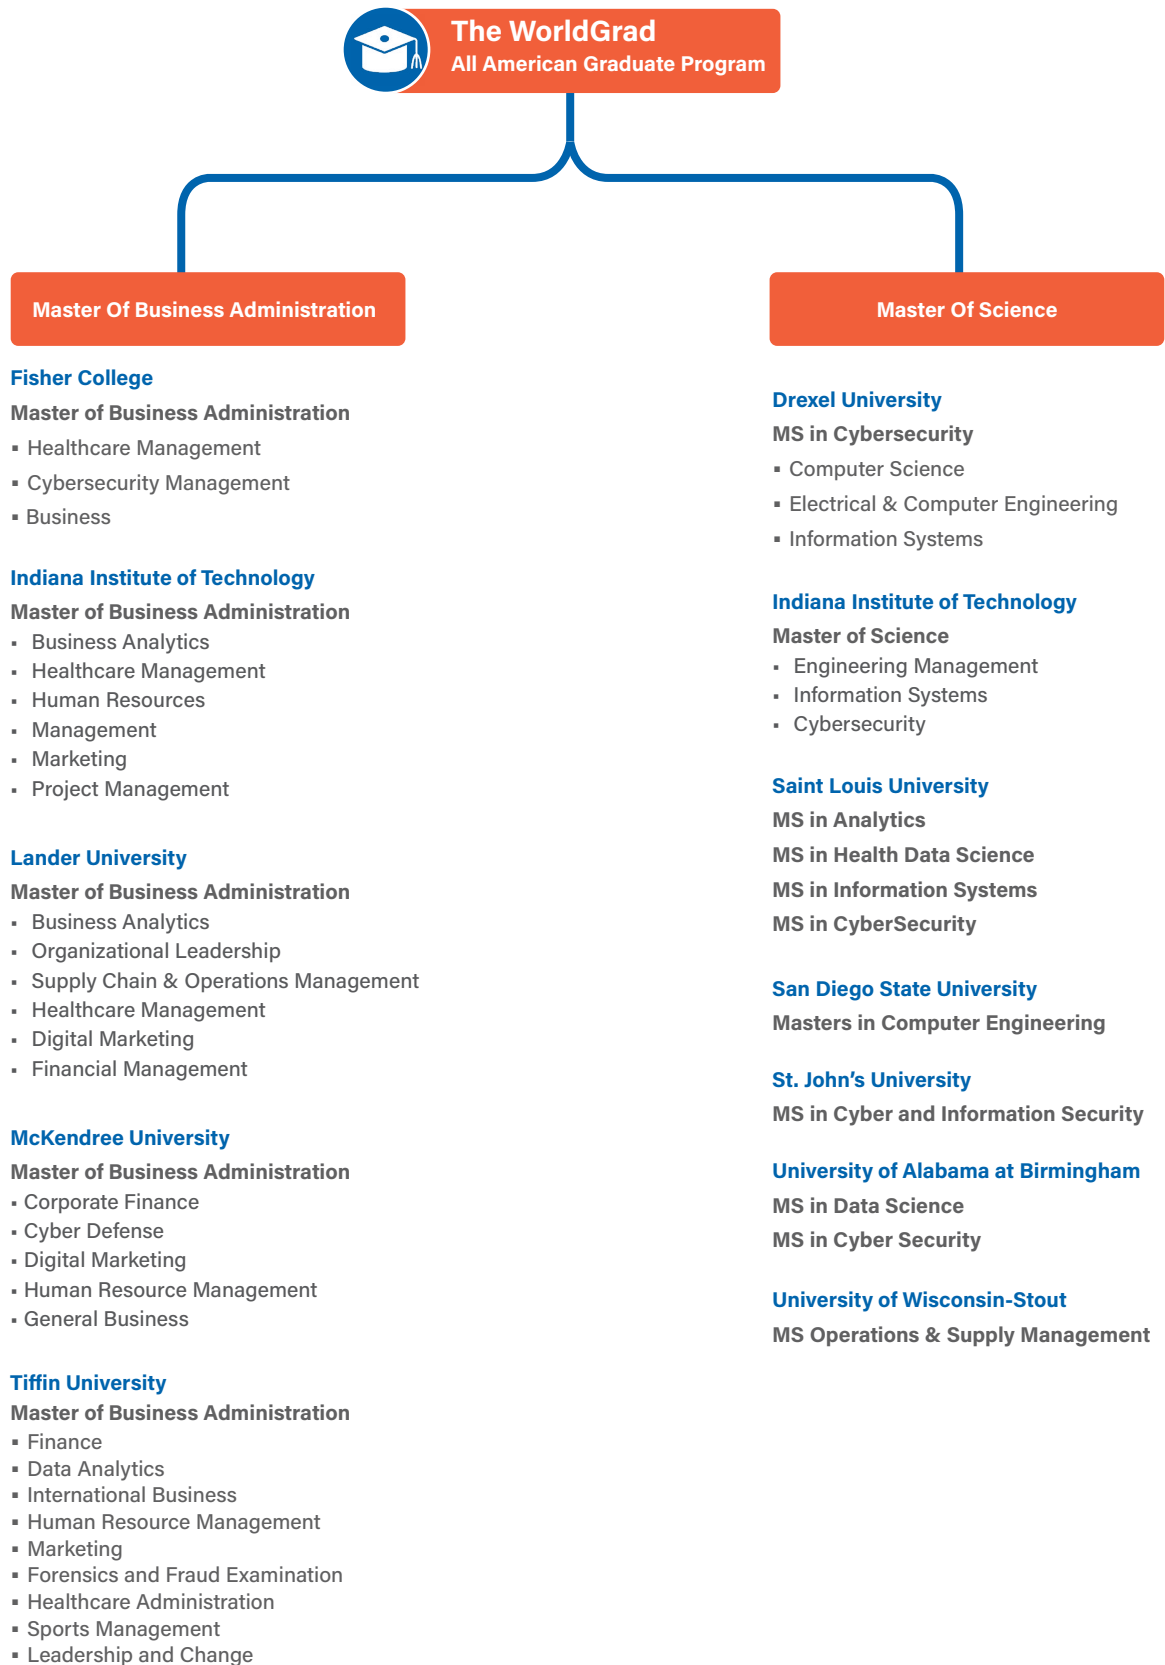 The WorldGrad
All American Graduate Program
Master Of Business Administration
Fisher College
Master of Business Administration
▪ Healthcare Management
▪ Cybersecurity Management
▪ Business
Indiana Institute of Technology
Master of Business Administration
▪ Business Analytics
▪ Healthcare Management
▪ Human Resources
▪ Management
▪ Marketing
▪ Project Management
Lander University
Master of Business Administration
▪ Business Analytics
▪ Organizational Leadership
▪ Supply Chain & Operations Management
▪ Healthcare Management
▪ Digital Marketing
▪ Financial Management
McKendree University
Master of Business Administration
▪ Corporate Finance
▪ Cyber Defense
▪ Digital Marketing
▪ Human Resource Management
▪ General Business
Tiffin University
Master of Business Administration
▪ Finance
▪ Data Analytics
▪ International Business
▪ Human Resource Management
▪ Marketing
▪ Forensics and Fraud Examination
▪ Healthcare Administration
▪ Sports Management
▪ Leadership and Change
Master Of Science
Drexel University
MS in Cybersecurity
▪ Computer Science
▪ Electrical & Computer Engineering
▪ Information Systems
Indiana Institute of Technology
Master of Science
▪ Engineering Management
▪ Information Systems
▪ Cybersecurity
Saint Louis University
MS in Analytics
MS in Health Data Science
MS in Information Systems
MS in CyberSecurity
San Diego State University
Masters in Computer Engineering
St. John’s University
MS in Cyber and Information Security
University of Alabama at Birmingham
MS in Data Science
MS in Cyber Security
University of Wisconsin-Stout
MS Operations & Supply Management